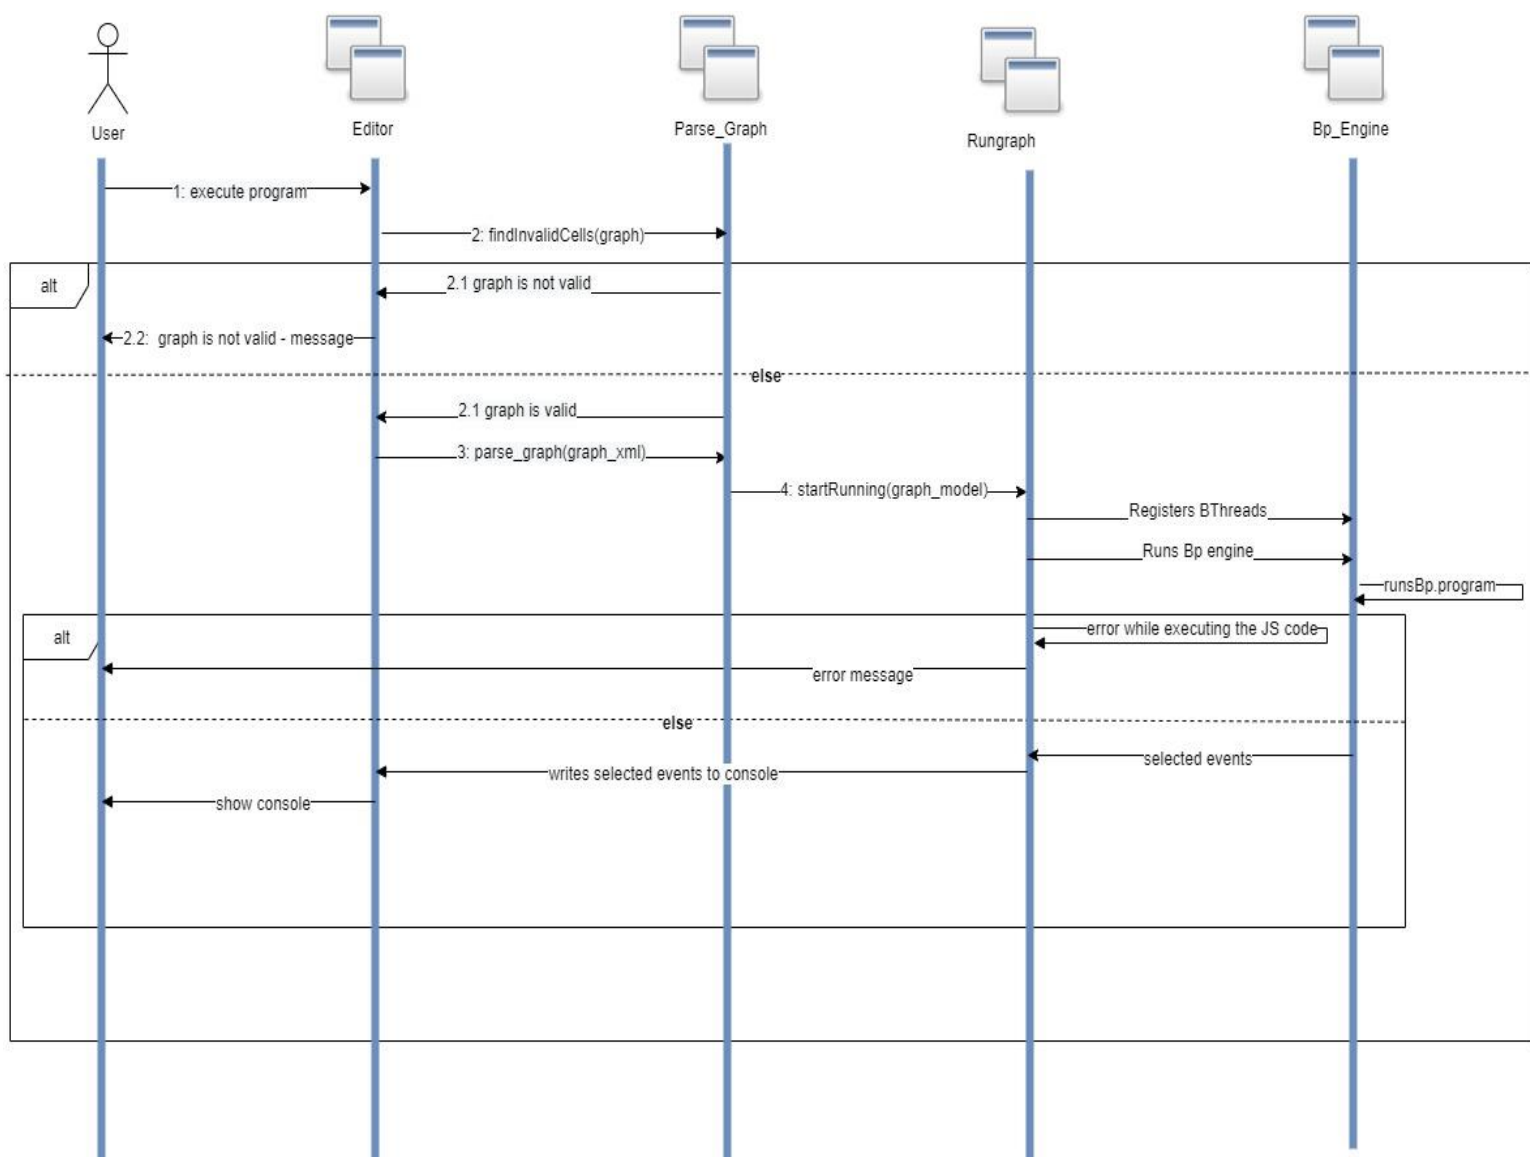 User
Editor
Parse_Graph
Rungraph
Bp_Engine
1: execute program
2: findInvalidCells(graph)
alt
2.1 graph is not valid
2.2:  graph is not valid - message
else
2.1 graph is valid
3: parse_graph(graph_xml)
4: startRunning(graph_model)
Registers BThreads
Runs Bp engine
runsBp.program
alt
error while executing the JS code
error message
else
selected events
writes selected events to console
show console